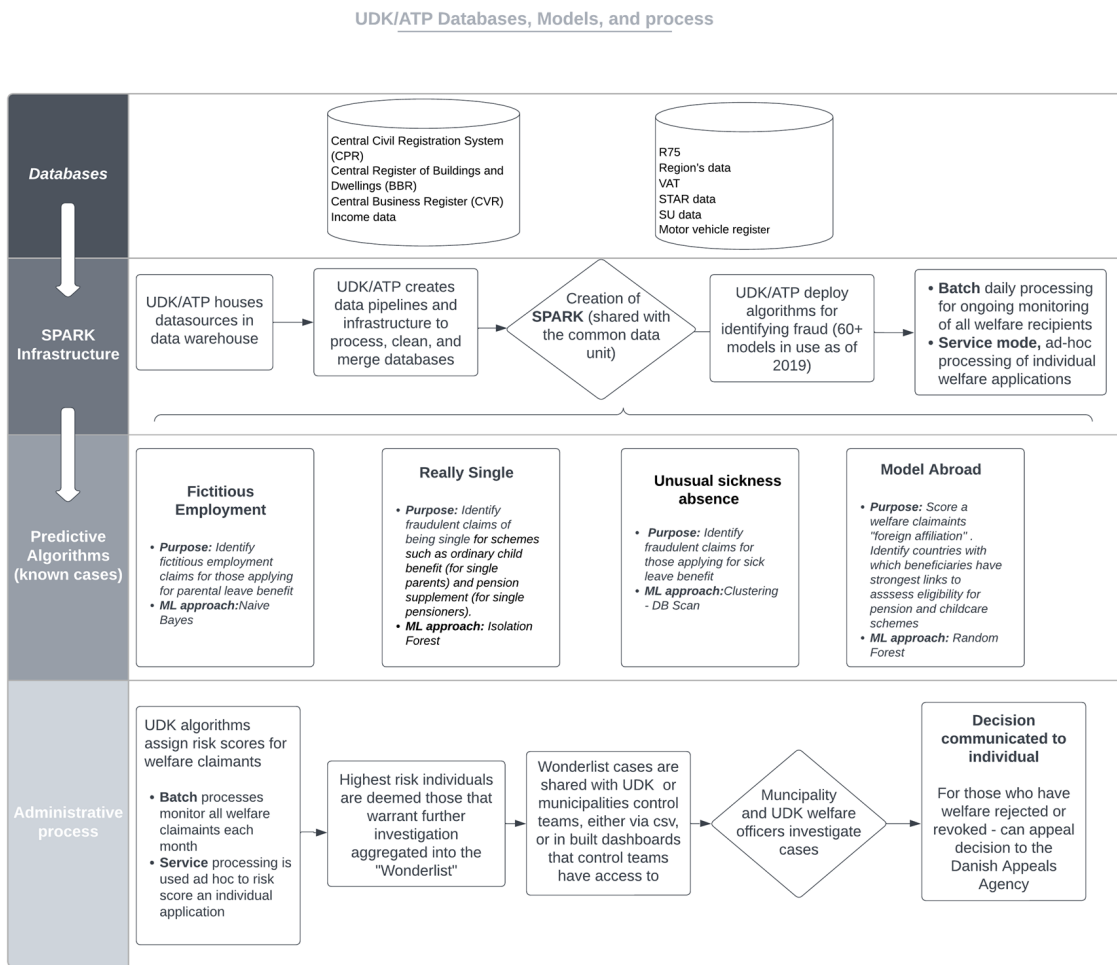 UDK/ATP Databases, Models, and process
Databases
Central Civil Registration System
(CPR)
Central Register of Buildings and
Dwellings (BBR)
Central Business Register (CVR)
Income data
R75
Region's data
VAT
STAR data
SU data
Motor vehicle register
SPARK
Infrastructure
UDK/ATP houses
datasources in
data warehouse
UDK/ATP creates
data pipelines and
infrastructure to
process, clean, and
merge databases
Creation of
SPARK (shared with
the common data
unit)
UDK/ATP deploy
algorithms for
identifying fraud (60+
models in use as of
2019)
• Batch daily processing
for ongoing monitoring
of all welfare recipients
• Service mode, ad-hoc
processing of individual
welfare applications
Predictive
Algorithms
(known cases)
Fictitious
Employment
• Purpose: Identify
fictitious employment
claims for those applying
for parental leave benefit
• ML approach:Naive
Bayes
Really Single
• Purpose: Identify
fraudulent claims of
being single for schemes
such as ordinary child
benefit (for single
parents) and pension
supplement (for single
pensioners).
• ML approach: Isolation
Forest
Unusual sickness
absence
• Purpose: Identify
fraudulent claims for
those applying for sick
leave benefit
• ML approach:Clustering
- DB Scan
Model Abroad
• Purpose: Score a
welfare claimaints
"foreign affiliation" .
Identify countries with
which beneficiaries have
strongest links to
asssess eligibility for
pension and childcare
schemes
• ML approach: Random
Forest
Administrative
process
UDK algorithms
assign risk scores for
welfare claimants
• Batch processes
monitor all welfare
claimaints each
month
• Service processing is
used ad hoc to risk
score an individual
application
Highest risk individuals
are deemed those that
warrant further
investigation
aggregated into the
"Wonderlist"
Wonderlist cases are
shared with UDK or
municipalities control
teams, either via csv,
or in built dashboards
that control teams
have access to
Muncipality
and UDK welfare
officers investigate
cases
Decision
communicated to
individual
For those who have
welfare rejected or
revoked - can appeal
decision to the
Danish Appeals
Agency